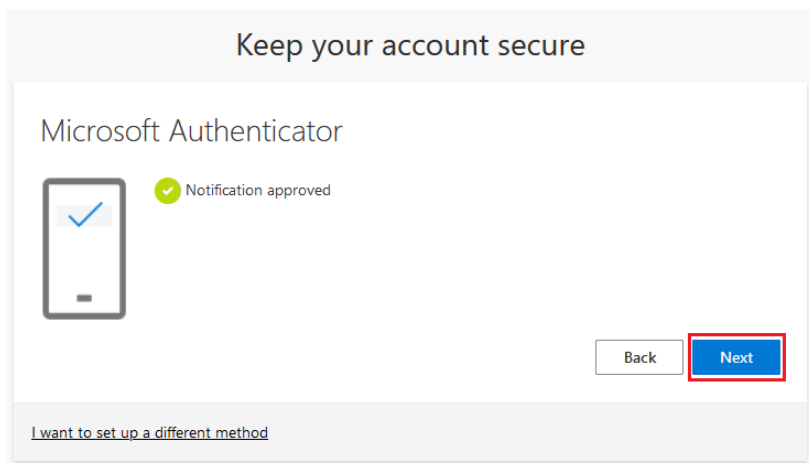 Keep your account secure
Microsoft Authenticator
Notification approved
Back
Next
I want to set up a different method